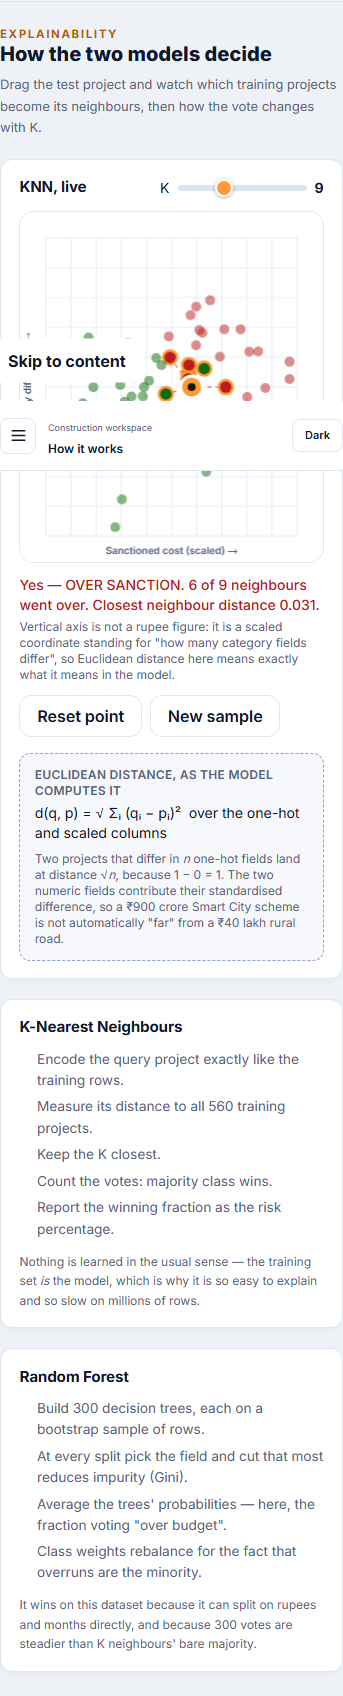 EXPLAINABILITY
How the two models decide
Drag the test project and watch which training projects
become its neighbours, then how the vote changes
with K.
KNN, live
K
9
Skip to content
Construction workspace
How it works
Dark
Sanctioned cost (scaled) →
Yes — OVER SANCTION. 6 of 9 neighbours
went over. Closest neighbour distance 0.031.
Vertical axis is not a rupee figure: it is a scaled
coordinate standing for "how many category fields
differ", so Euclidean distance here means exactly
what it means in the model.
Reset point
New sample
EUCLIDEAN DISTANCE, AS THE MODEL
COMPUTES IT
d(q, p) = √ Σᵢ (qᵢ − pᵢ)² over the one-hot
and scaled columns
Two projects that differ in n one-hot fields land
at distance √n, because 1 − 0 = 1. The two
numeric fields contribute their standardised
difference, so a ₹900 crore Smart City scheme
is not automatically "far" from a ₹40 lakh rural
road.
K-Nearest Neighbours
Encode the query project exactly like the
training rows.
Measure its distance to all 560 training
projects.
Keep the K closest.
Count the votes: majority class wins.
Report the winning fraction as the risk
percentage.
Nothing is learned in the usual sense — the training
set is the model, which is why it is so easy to explain
and so slow on millions of rows.
Random Forest
Build 300 decision trees, each on a
bootstrap sample of rows.
At every split pick the field and cut that most
reduces impurity (Gini).
Average the trees' probabilities — here, the
fraction voting "over budget".
Class weights rebalance for the fact that
overruns are the minority.
It wins on this dataset because it can split on rupees
and months directly, and because 300 votes are
steadier than K neighbours' bare majority.